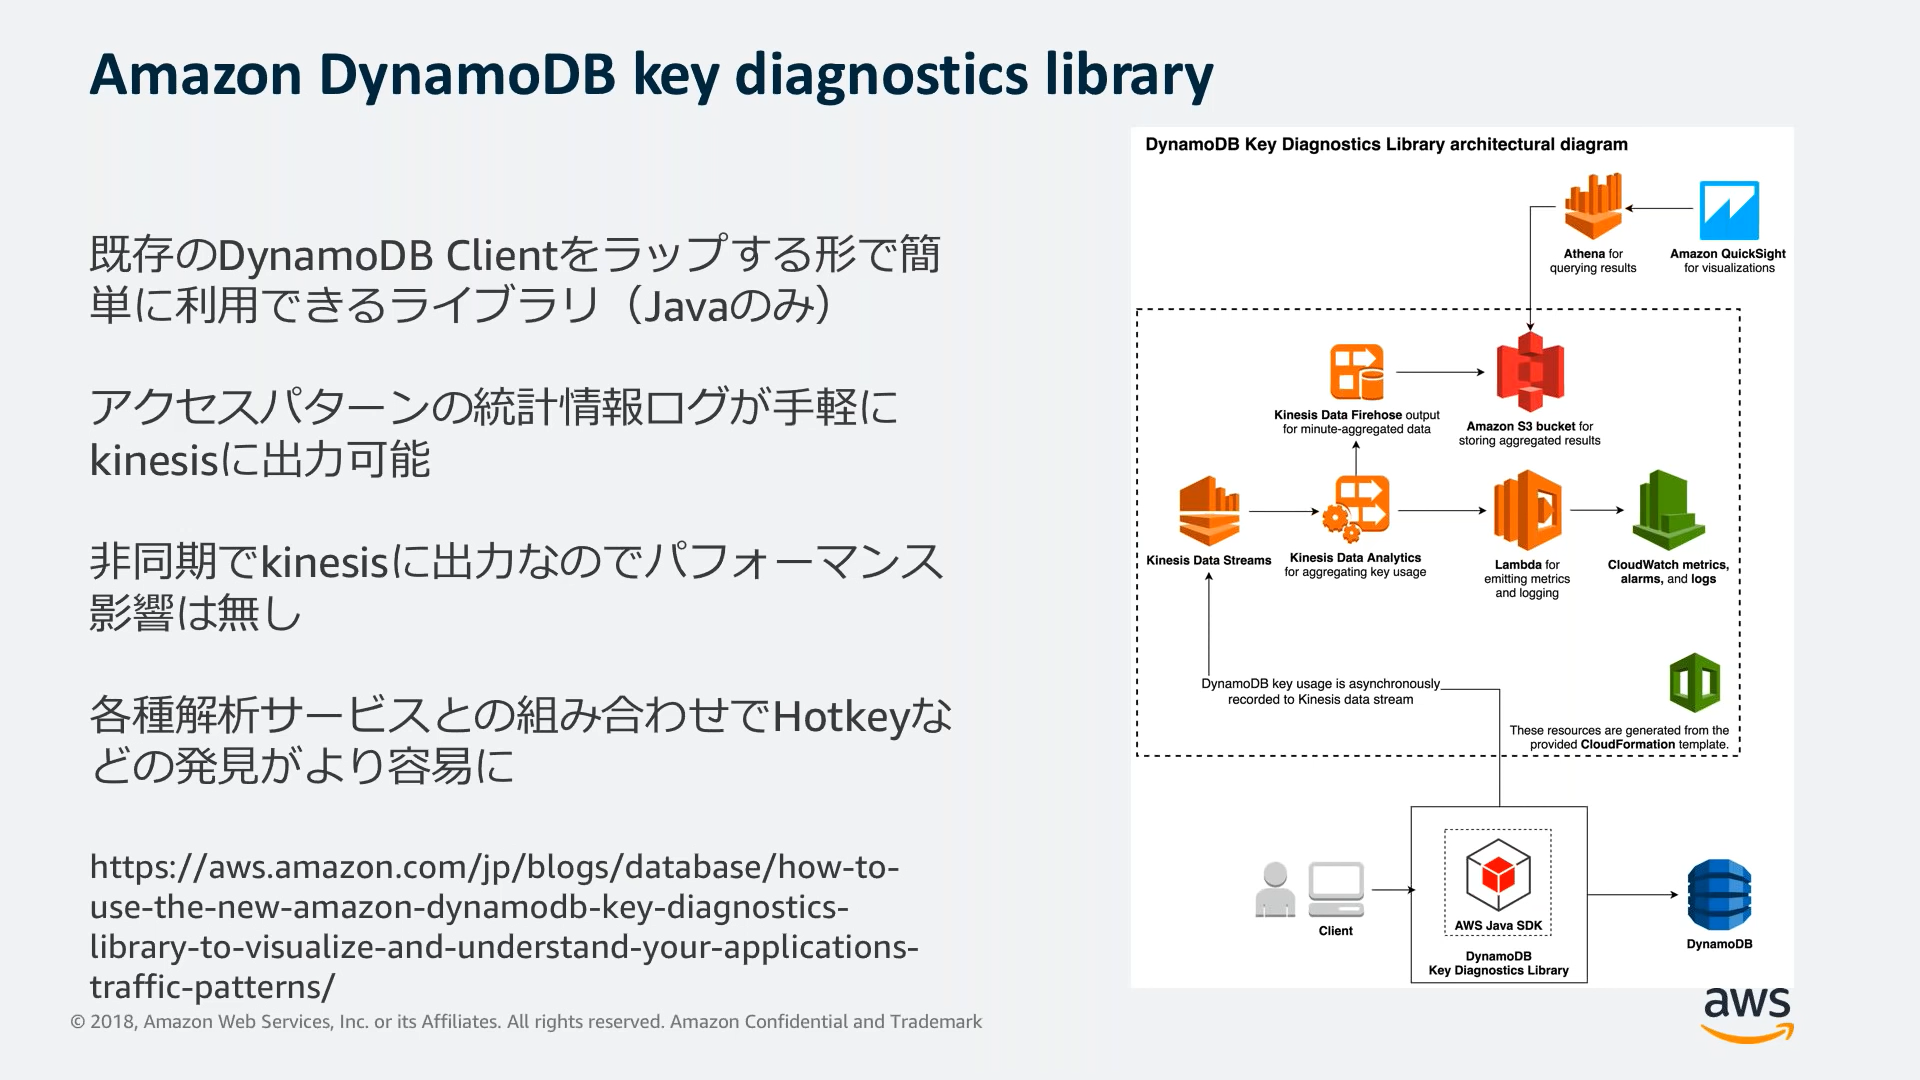 Amazon DynamoDB key diagnostics library
既存のDynamoDB Clientをラップする形で簡
単に利用できるライブラリ（Javaのみ）
アクセスパターンの統計情報ログが手軽に
kinesisに出力可能
非同期でkinesisに出力なのでパフォーマンス
影響は無し
各種解析サービスとの組み合わせでHotkeyな
どの発見がより容易に
https://aws.amazon.com/jp/blogs/database/how-to-
use-the-new-amazon-dynamodb-key-diagnostics-
library-to-visualize-and-understand-your-applications-
traffic-patterns/
DynamoDB Key Diagnostics Library architectural diagram
Athena for
querying results
Amazon QuickSight
for visualizations
Kinesis Data Firehose output
for minute-aggregated data
Amazon S3 bucket for
storing aggregated results
Kinesis Data Streams
Kinesis Data Analytics
for aggregating key usage
Lambda for
emitting metrics
and logging
CloudWatch metrics,
alarms, and logs
DynamoDB key usage is asynchronously
recorded to Kinesis data stream
These resources are generated from the
provided CloudFormation template.
Client
AWS Java SDK
DynamoDB
Key Diagnostics Library
DynamoDB
© 2018, Amazon Web Services, Inc. or its Affiliates. All rights reserved. Amazon Confidential and Trademark
aws